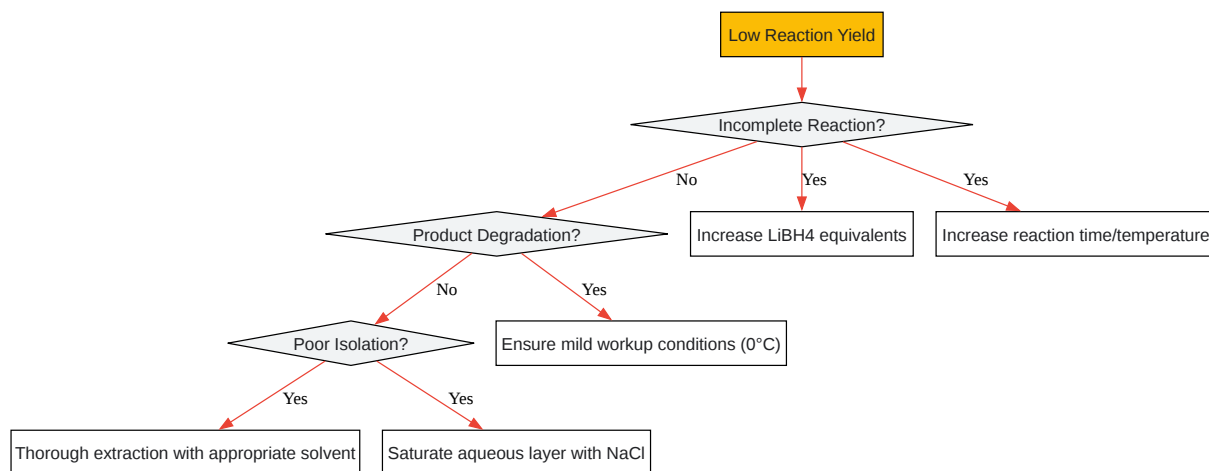 Low Reaction Yield
Incomplete Reaction?
No
Yes
Yes
Product Degradation?
Increase LiBH4 equivalents
Increase reaction time/temperature
No
Yes
Poor Isolation?
Ensure mild workup conditions (0°C)
Yes
Yes
Thorough extraction with appropriate solvent
Saturate aqueous layer with NaCl